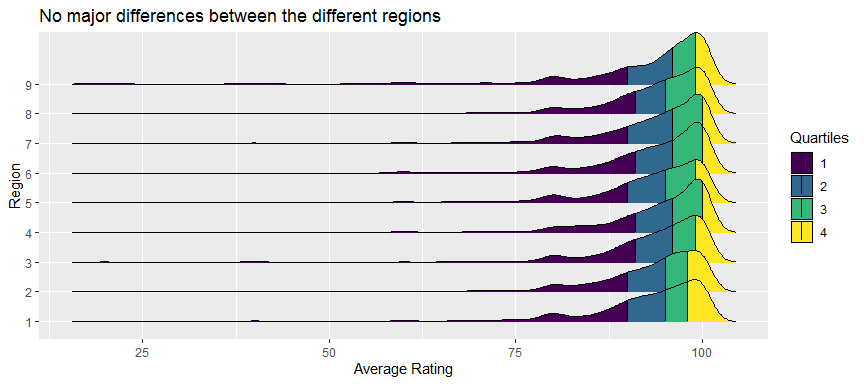 No major differences between the different regions
Region
9
8
7
6
5
4
3
2
1
25 50 75 100
Average Rating
Quartiles
1
2
3
4